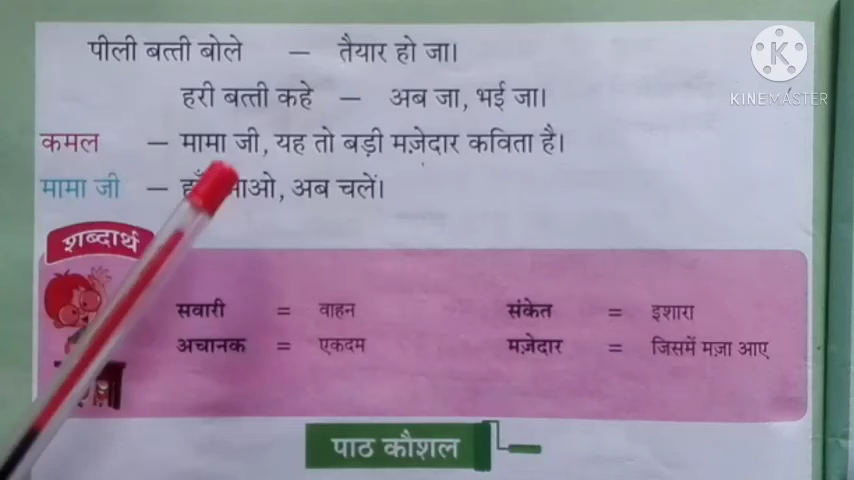 पीली बत्ती बोले – तैयार हो जा।
हरी बत्ती कहे – अब जा, भई जा।
कमल – मामा जी, यह तो बड़ी मज़ेदार कविता है।
मामा जी – हाँ, अब चलें।
शब्दार्थ
सवारी = वाहन संकेत = इशारा
अचानक = एकदम मज़ेदार = जिसमें मज़ा आए
पाठ कौशल
KINEMASTER